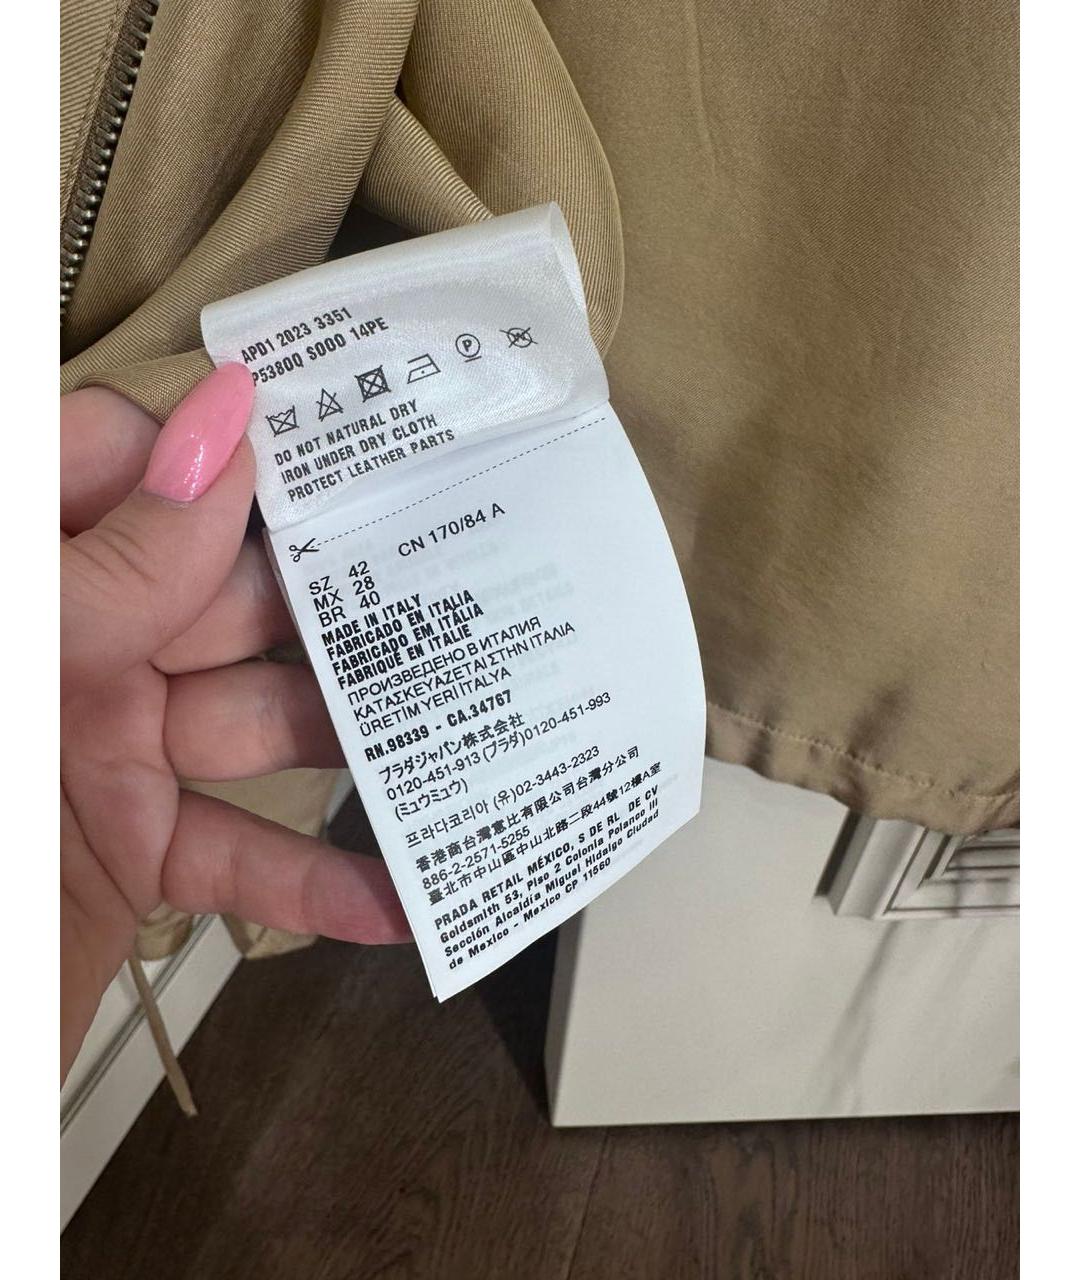 APD1 2023 3351
P5380Q SOOO 14PE
P
W
DO NOT NATURAL DRY
IRON UNDER DRY CLOTH
PROTECT LEATHER PARTS
CN 170/84 A
SZ 42
MX 28
BR 40
MADE IN ITALY
FABRICADO EN ITALIA
FABRICADO EM ITÁLIA
FABRIQUÉ EN ITALIE
ПРОИЗВЕДЕНО В ИТАЛИЯ
ΚΑΤΑΣΚΕΥΑΖΕΤΑΙ ΣΤΗΝ ΙΤΑΛΙΑ
ÜRETİM YERİ İTALYA
RN.98339 - CA.34767
プラダジャパン株式会社
0120-451-913 (プラダ)0120-451-993
(ミュウミュウ)
프라다코리아 (유)02-3443-2323
香港商台灣惠比有限公司台灣分公司
886-2-2571-5255
臺北市中山區中山北路二段44號12樓A室
PRADA RETAIL MÉXICO, S DE RL DE CV
Goldsmith 53, Piso 2 Colonia Polanco III
Sección Alcaldía Miguel Hidalgo Ciudad
de Mexico - Mexico CP 11560